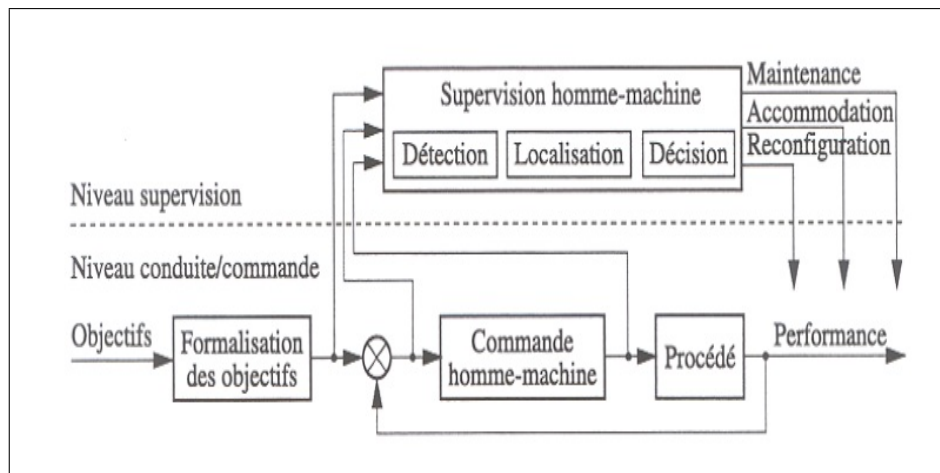 Supervision homme-machine
Détection
Localisation
Décision
Maintenance
Accommodation
Reconfiguration
Niveau supervision
Niveau conduite/commande
Objectifs
Formalisation
des objectifs
Commande
homme-machine
Procédé
Performance